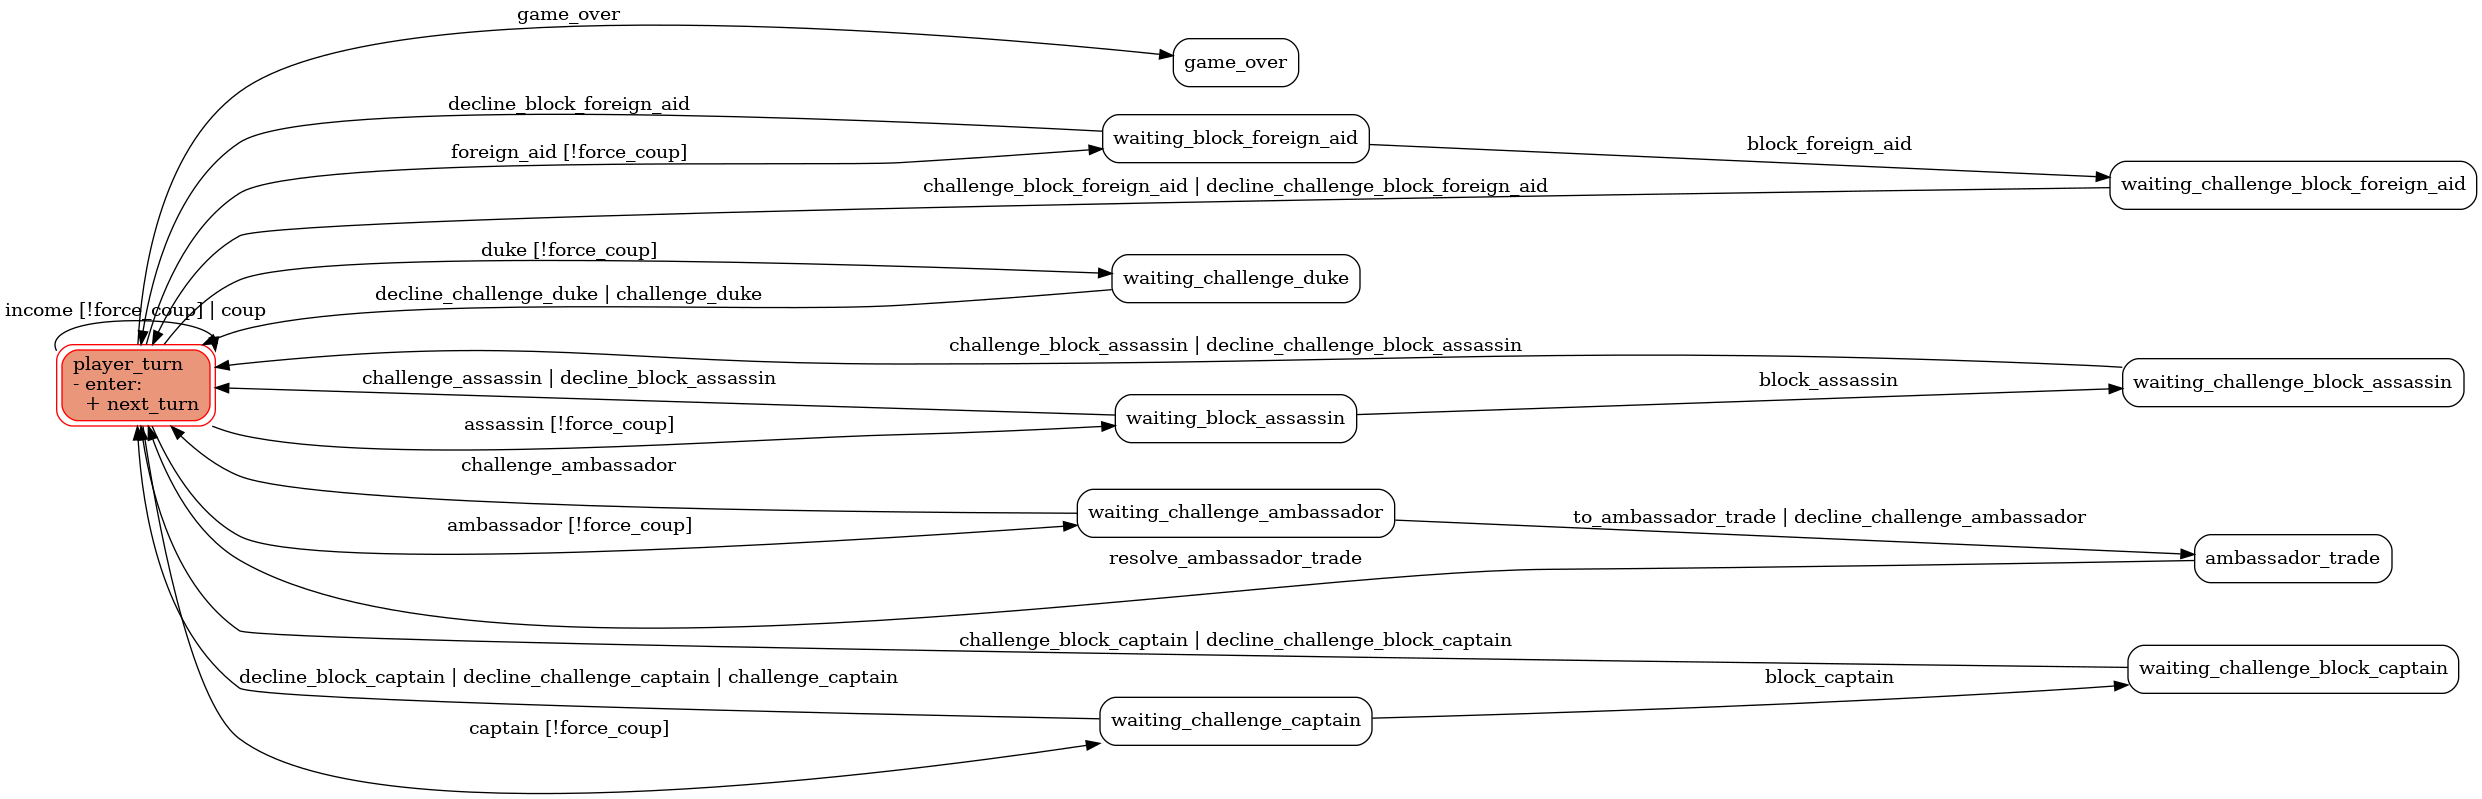 game_over
game_over
decline_block_foreign_aid
waiting_block_foreign_aid
foreign_aid [!force_coup]
block_foreign_aid
challenge_block_foreign_aid | decline_challenge_block_foreign_aid
waiting_challenge_block_foreign_aid
duke [!force_coup]
waiting_challenge_duke
decline_challenge_duke | challenge_duke
income [!force_coup] | coup
player_turn
- enter:
+ next_turn
challenge_block_assassin | decline_challenge_block_assassin
challenge_assassin | decline_block_assassin
block_assassin
waiting_challenge_block_assassin
waiting_block_assassin
assassin [!force_coup]
challenge_ambassador
waiting_challenge_ambassador
ambassador [!force_coup]
to_ambassador_trade | decline_challenge_ambassador
resolve_ambassador_trade
ambassador_trade
challenge_block_captain | decline_challenge_block_captain
waiting_challenge_block_captain
decline_block_captain | decline_challenge_captain | challenge_captain
block_captain
waiting_challenge_captain
captain [!force_coup]